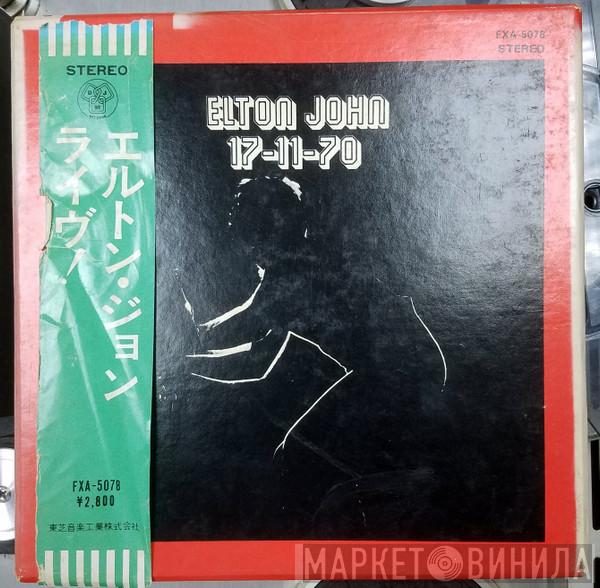 FXA-5078
STEREO
STEREO
DJM
ELTON JOHN
17-11-70
エルトン・ジョン
ライヴ!
FXA-5078
¥2,800
東芝音楽工業株式会社
МАРКЕТ ВИНИЛА